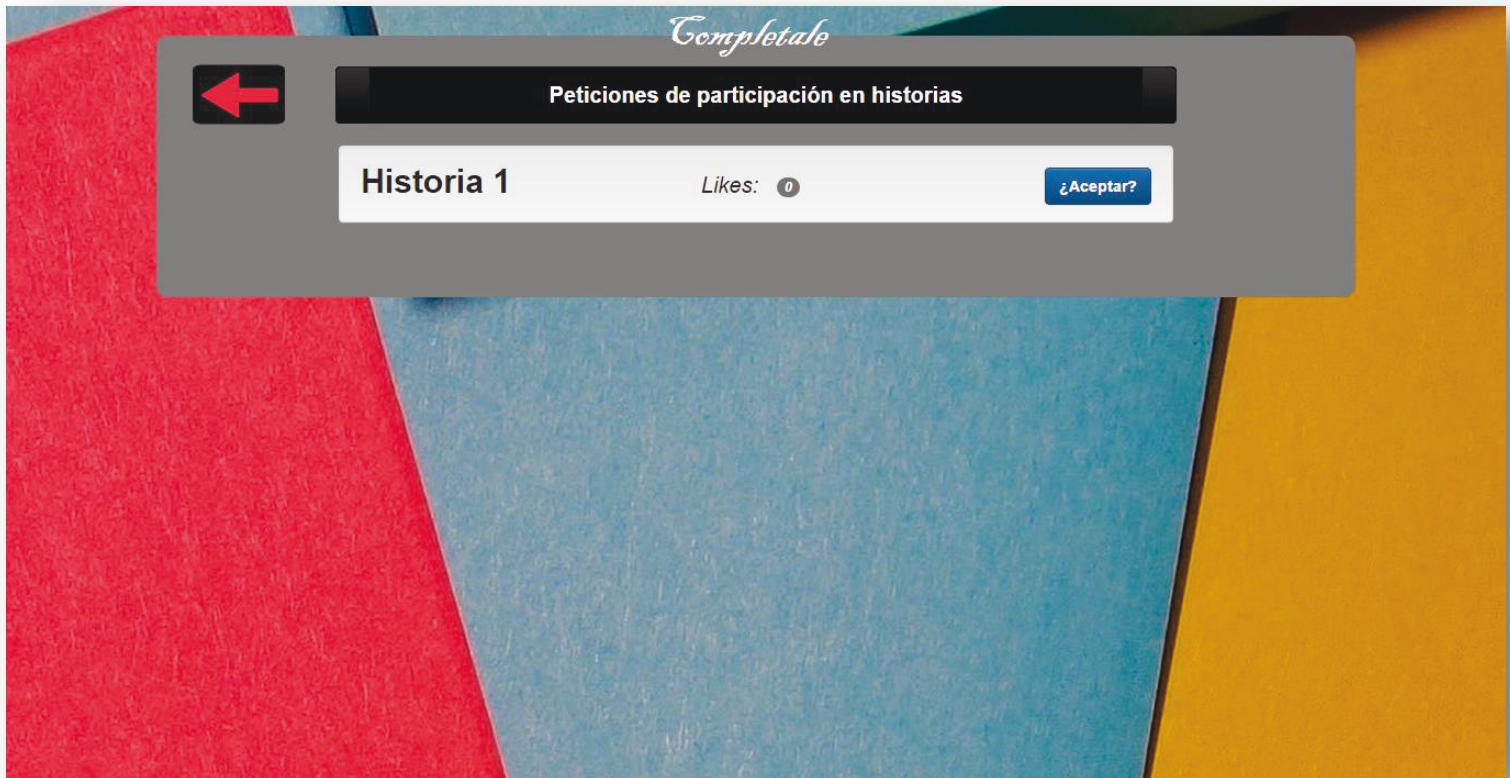 Completale
Peticiones de participación en historias
Historia 1
Likes: 0
¿Aceptar?